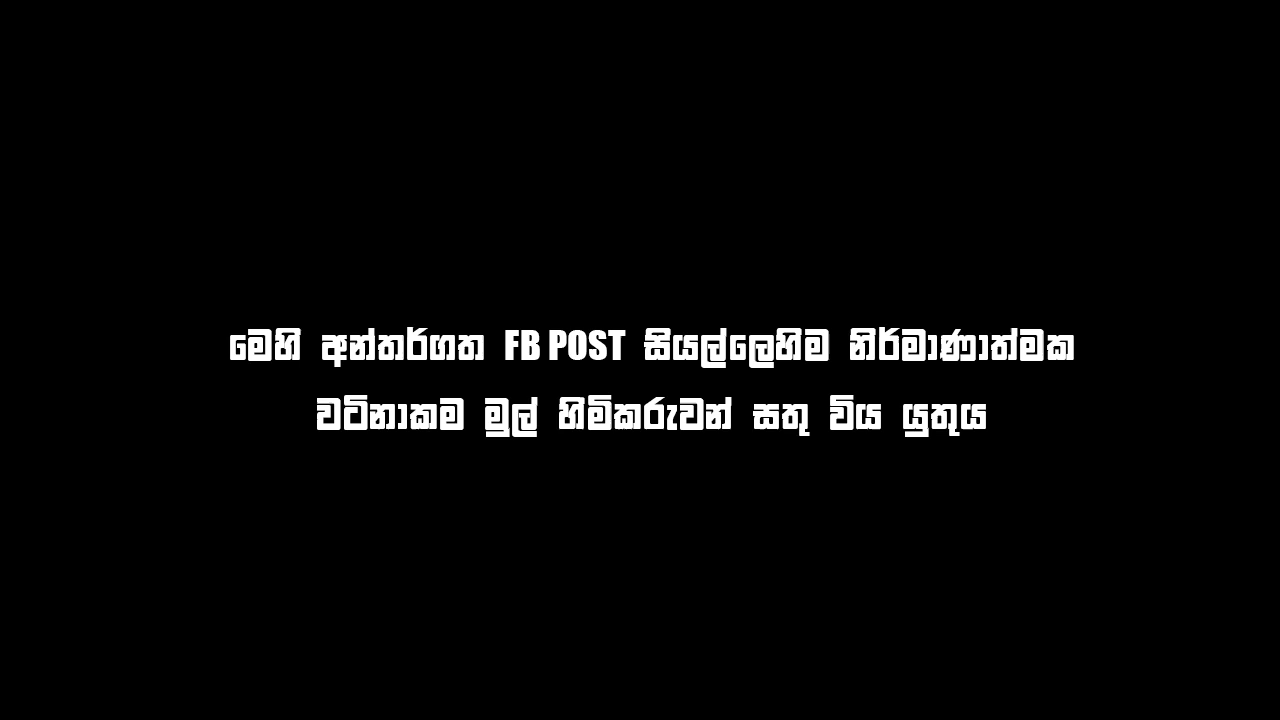 මෙහි අන්තර්ගත FB POST සියල්ලෙහිම නිර්මාණාත්මක
වටිනාකම මුල් හිමිකරුවන් සතු විය යුතුය